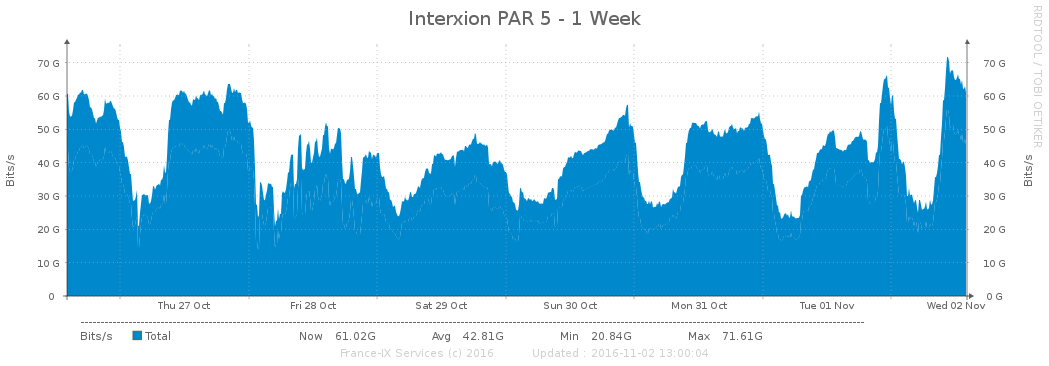 Interxion PAR 5 - 1 Week
RRDTOOL / TOBI OETIKER
Bits/s
70 G
60 G
50 G
40 G
30 G
20 G
10 G
0
70 G
60 G
50 G
40 G
30 G
20 G
10 G
0 G
Bits/s
Thu 27 Oct Fri 28 Oct Sat 29 Oct Sun 30 Oct Mon 31 Oct Tue 01 Nov Wed 02 Nov
Bits/s Total Now 61.02G Avg 42.81G Min 20.84G Max 71.61G
France-IX Services (c) 2016 Updated : 2016-11-02 13:00:04